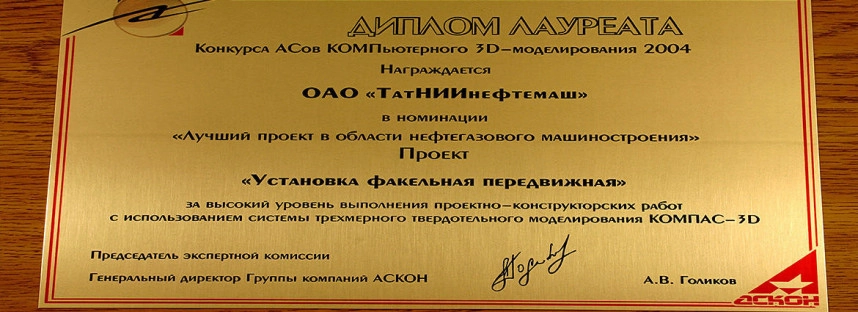 ДИПЛОМ ЛАУРЕАТА
Конкурса АСов КОМПьютерного 3D-моделирования 2004
Награждается
ОАО «ТатНИИнефтемаш»
в номинации
«Лучший проект в области нефтегазового машиностроения»
Проект
«Установка факельная передвижная»
за высокий уровень выполнения проектно-конструкторских работ
с использованием системы трехмерного твердотельного моделирования КОМПАС-3D
Председатель экспертной комиссии
Генеральный директор Группы компаний АСКОН
А.В. Голиков
АСКОН